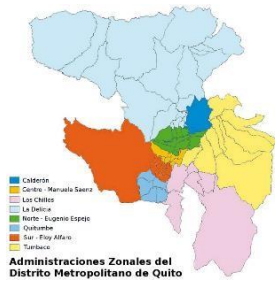 Calderón
Centro - Manuela Saenz
Los Chillos
La Delicia
Norte - Eugenio Espejo
Quitumbe
Sur - Eloy Alfaro
Tumbaco
Administraciones Zonales del
Distrito Metropolitano de Quito